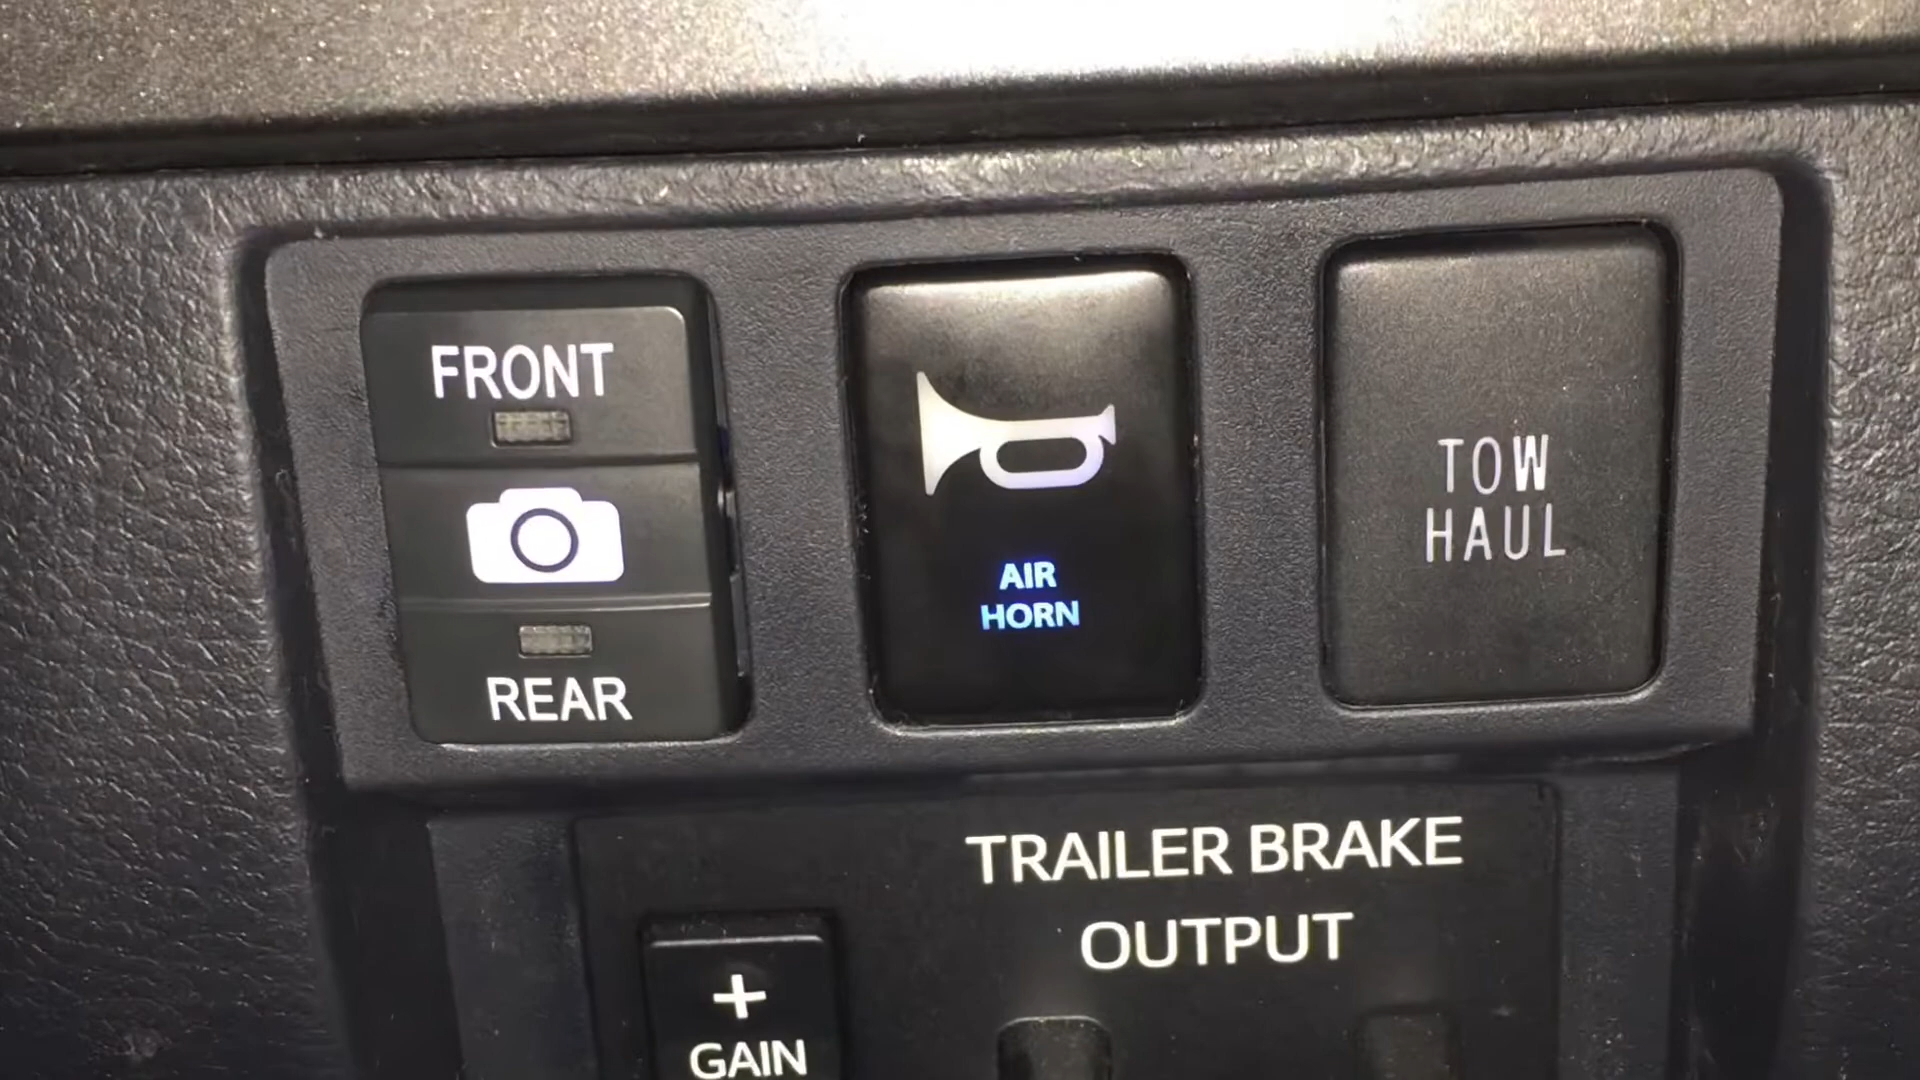 FRONT
REAR
AIR
HORN
TOW
HAUL
TRAILER BRAKE
OUTPUT
+
GAIN